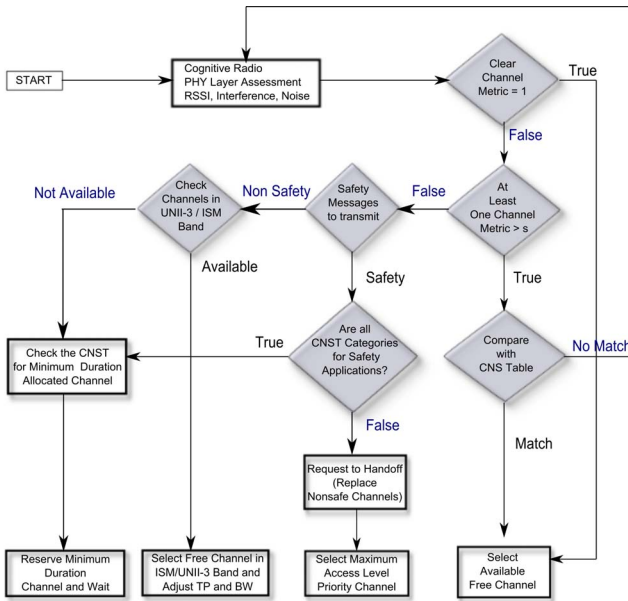 START
Cognitive Radio
PHY Layer Assessment
RSSI, Interference, Noise
Clear
Channel
Metric = 1
True
False
At
Least
One Channel
Metric > s
False
Safety
Messages
to transmit
Non Safety
Check
Channels in
UNII-3 / ISM
Band
Not Available
Available
Safety
True
True
Are all
CNST Categories
for Safety
Applications?
Compare
with
CNS Table
No Match
Check the CNST
for Minimum Duration
Allocated Channel
False
Match
Request to Handoff
(Replace
Nonsafe Channels)
Reserve Minimum
Duration
Channel and Wait
Select Free Channel in
ISM/UNII-3 Band and
Adjust TP and BW
Select Maximum
Access Level
Priority Channel
Select
Available
Free Channel